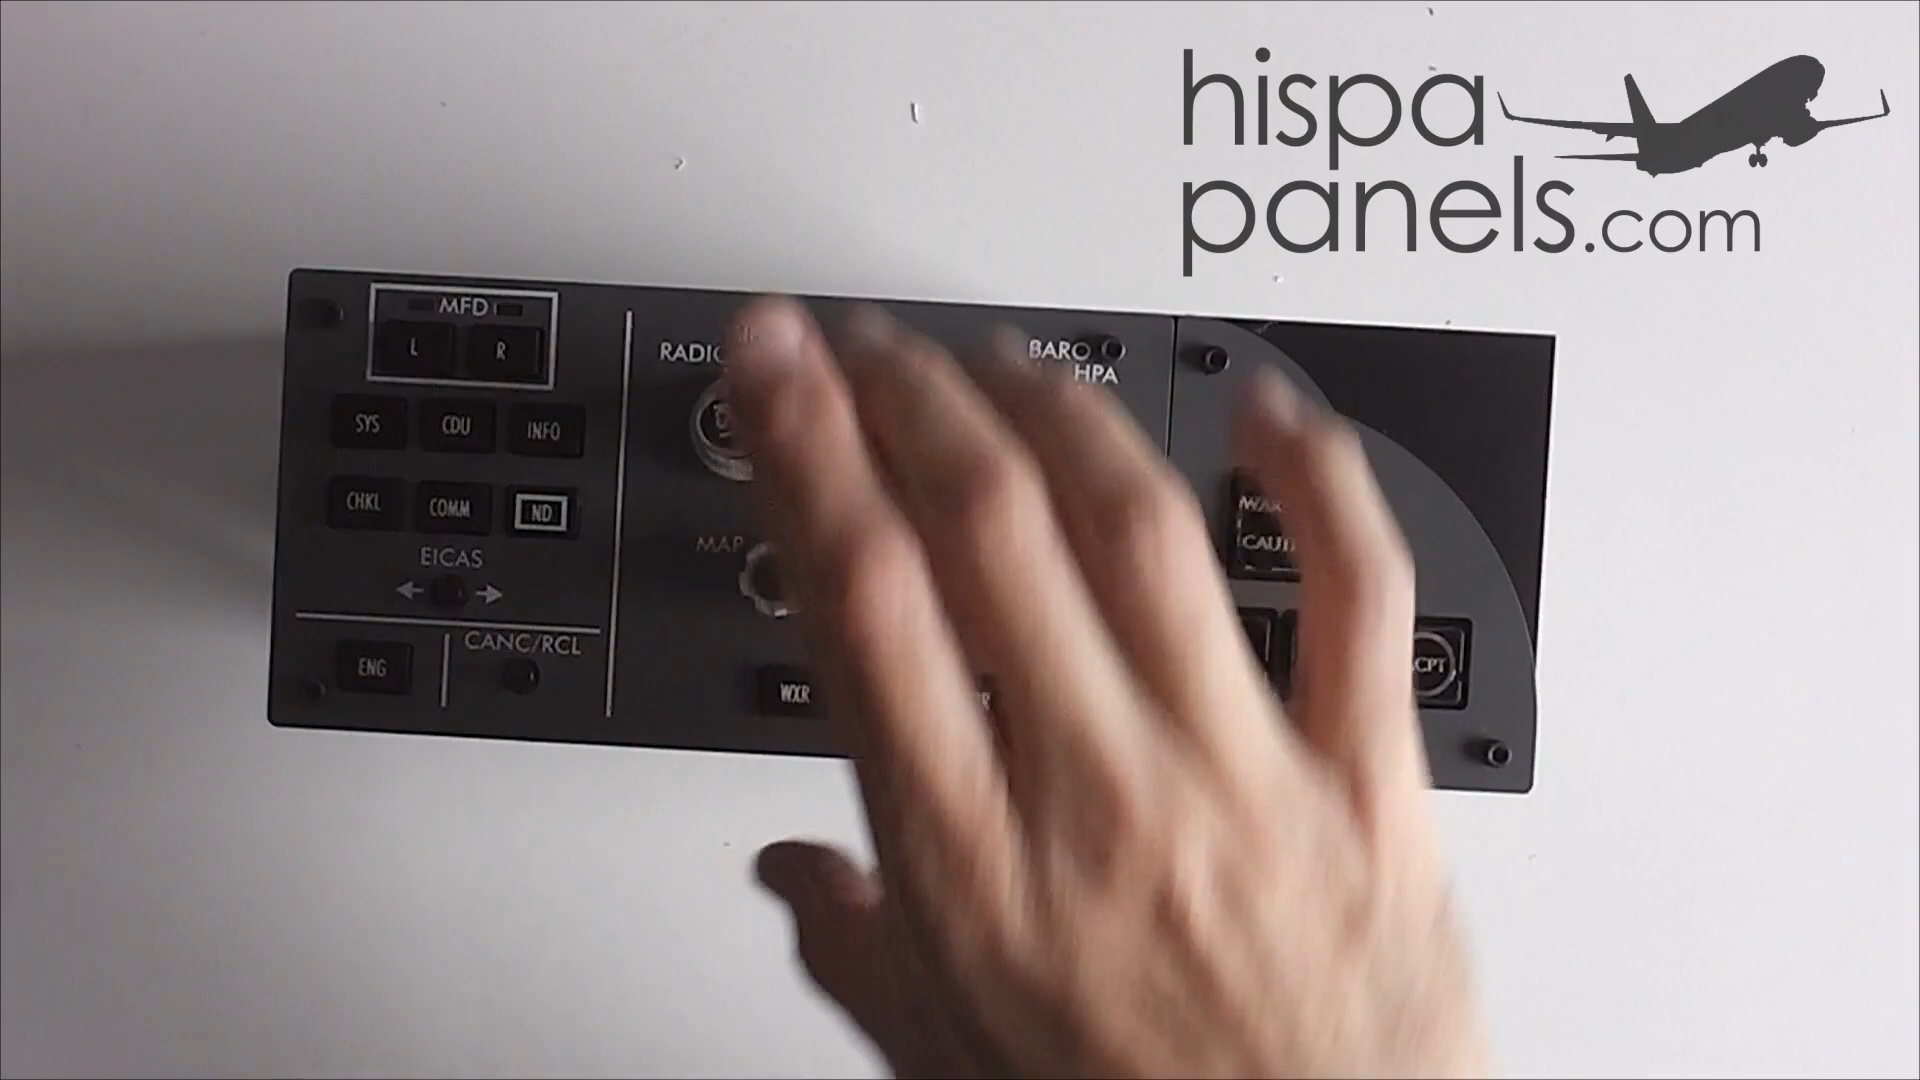 hispa
panels.com
MFD
L R
SYS CDU INFO
CHKL COMM ND
EICAS
CANC/RCL
ENG
BARO
HPA
MAP
WXR